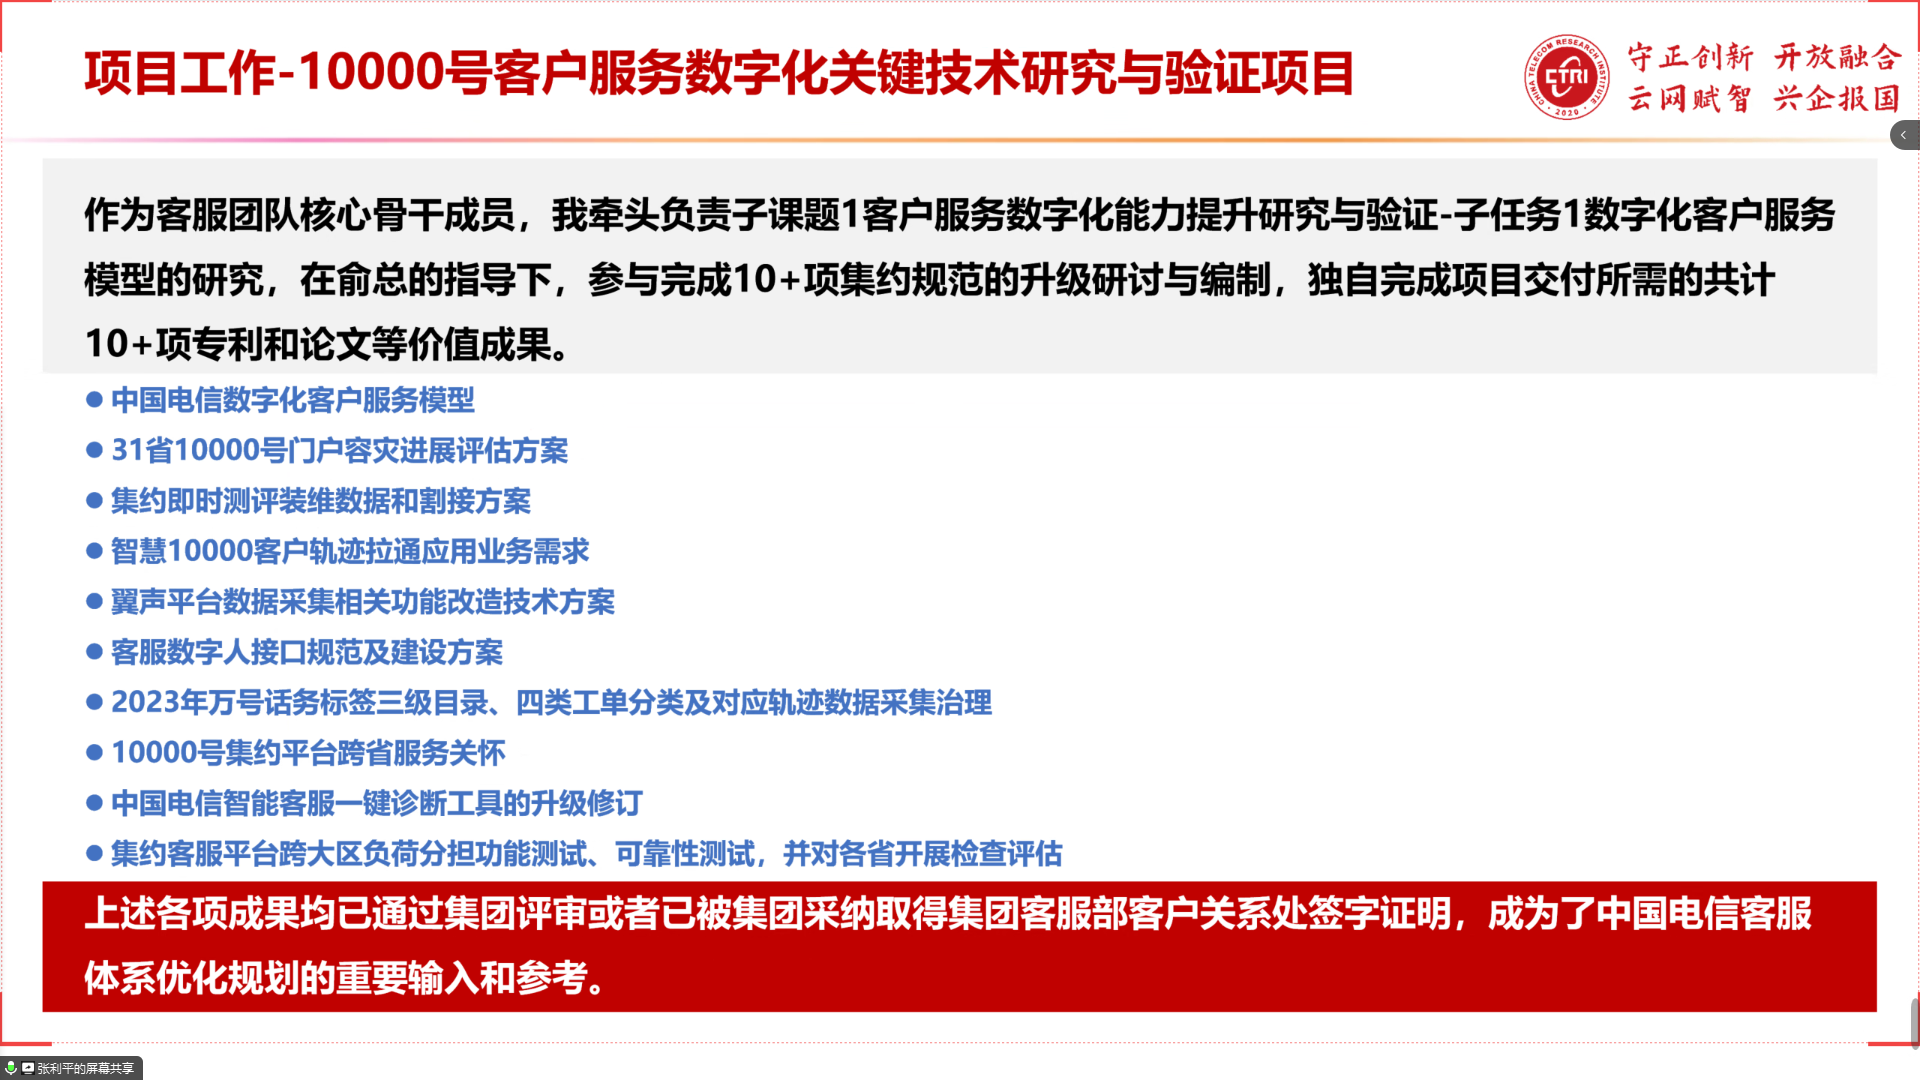 项目工作-10000号客户服务数字化关键技术研究与验证项目
CHINA TELECOM RESEARCH INSTITUTE
CTRI
2020
守正创新 开放融合
云网赋智 兴企报国
作为客服团队核心骨干成员，我牵头负责子课题1客户服务数字化能力提升研究与验证-子任务1数字化客户服务
模型的研究，在俞总的指导下，参与完成10+项集约规范的升级研讨与编制，独自完成项目交付所需的共计
10+项专利和论文等价值成果。
● 中国电信数字化客户服务模型
● 31省10000号门户容灾进展评估方案
● 集约即时测评装维数据和割接方案
● 智慧10000客户轨迹拉通应用业务需求
● 翼声平台数据采集相关功能改造技术方案
● 客服数字人接口规范及建设方案
● 2023年万号话务标签三级目录、四类工单分类及对应轨迹数据采集治理
● 10000号集约平台跨省服务关怀
● 中国电信智能客服一键诊断工具的升级修订
● 集约客服平台跨大区负荷分担功能测试、可靠性测试，并对各省开展检查评估
上述各项成果均已通过集团评审或者已被集团采纳取得集团客服部客户关系处签字证明，成为了中国电信客服
体系优化规划的重要输入和参考。
张利平的屏幕共享